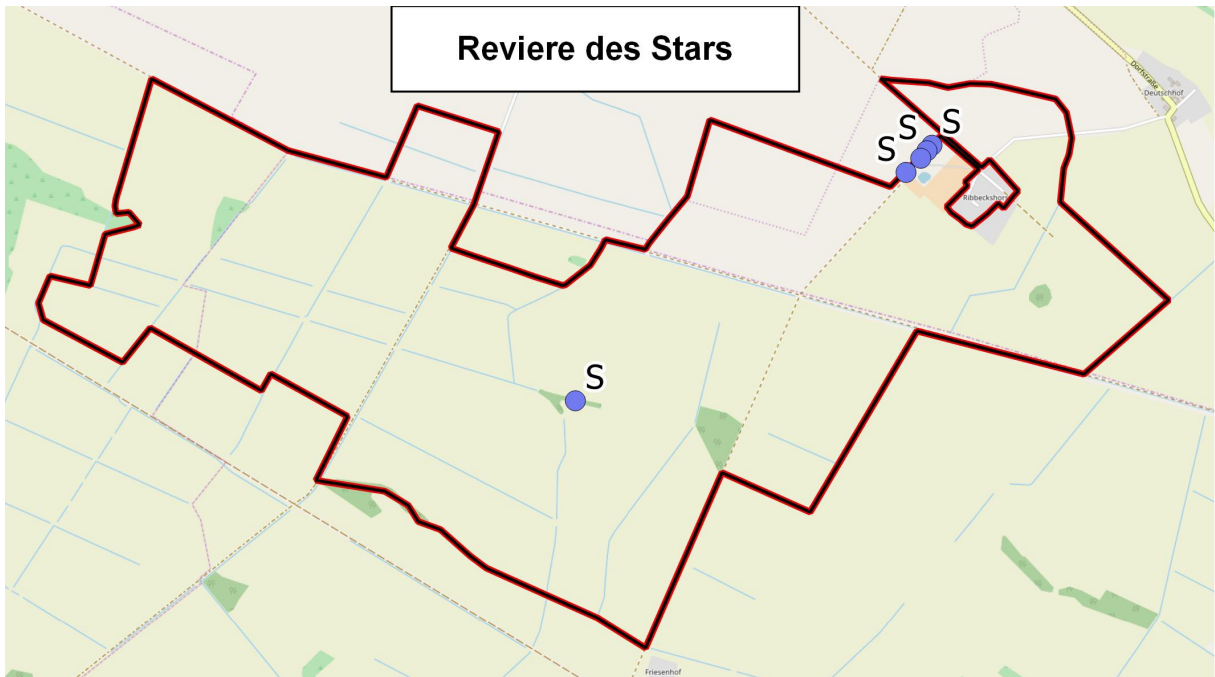 Reviere des Stars
Dorfstraße
Deutschhof
S
S
S
Ribbeckshorst
S
Friesenhof